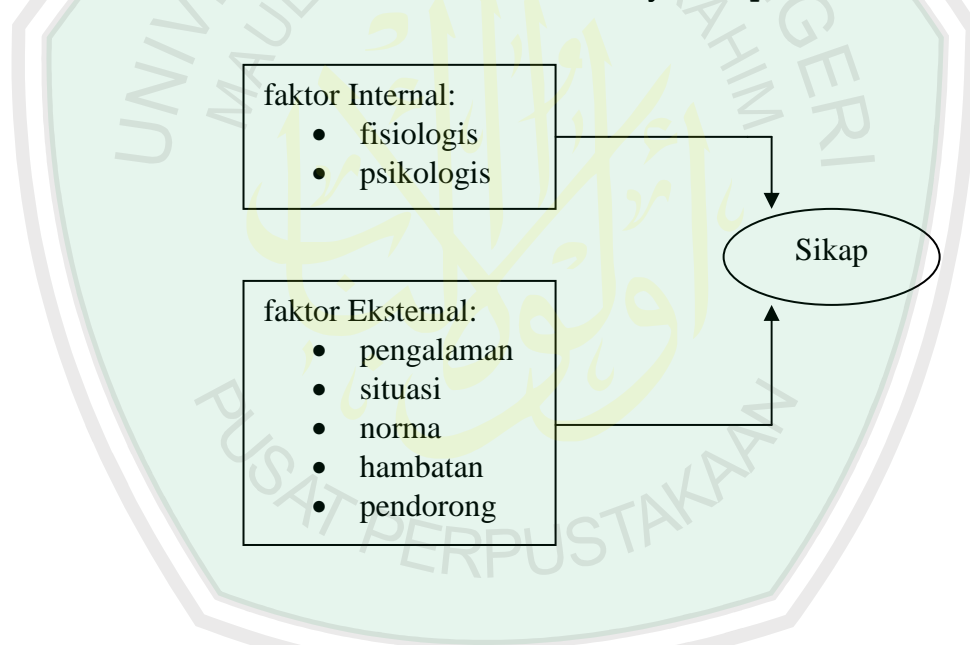 faktor Internal:
• fisiologis
• psikologis
Sikap
faktor Eksternal:
• pengalaman
• situasi
• norma
• hambatan
• pendorong
PUSAT PERPUSTAKAAN